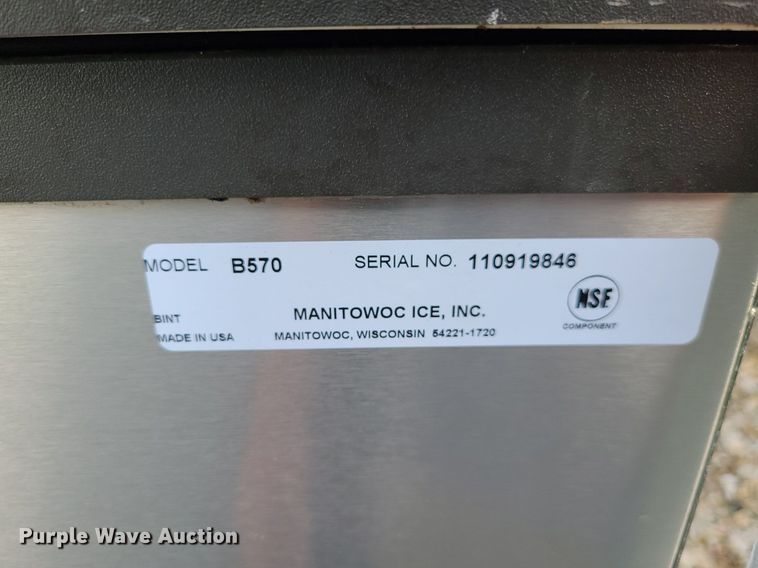 MODEL B570 SERIAL NO. 110919846
NSF
COMPONENT
BINT MANITOWOC ICE, INC.
MADE IN USA MANITOWOC, WISCONSIN 54221-1720
Purple Wave Auction